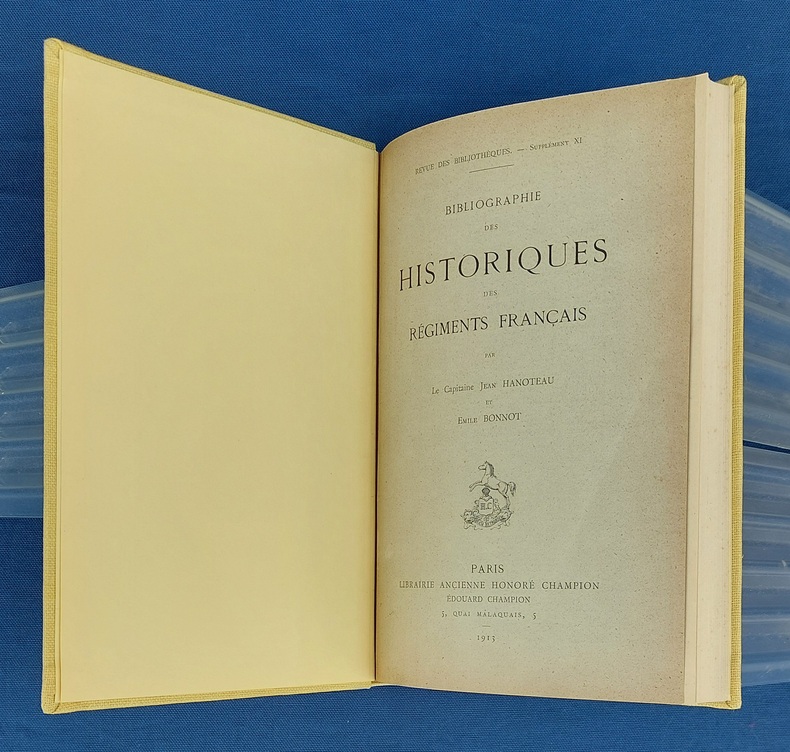 REVUE DES BIBLIOTHÈQUES. — SUPPLÉMENT XI
BIBLIOGRAPHIE
DES
HISTORIQUES
DES
RÉGIMENTS FRANÇAIS
PAR
Le Capitaine JEAN HANOTEAU
ET
EMILE BONNOT
H.C
PARIS
LIBRAIRIE ANCIENNE HONORÉ CHAMPION
ÉDOUARD CHAMPION
5, QUAI MALAQUAIS, 5
1913